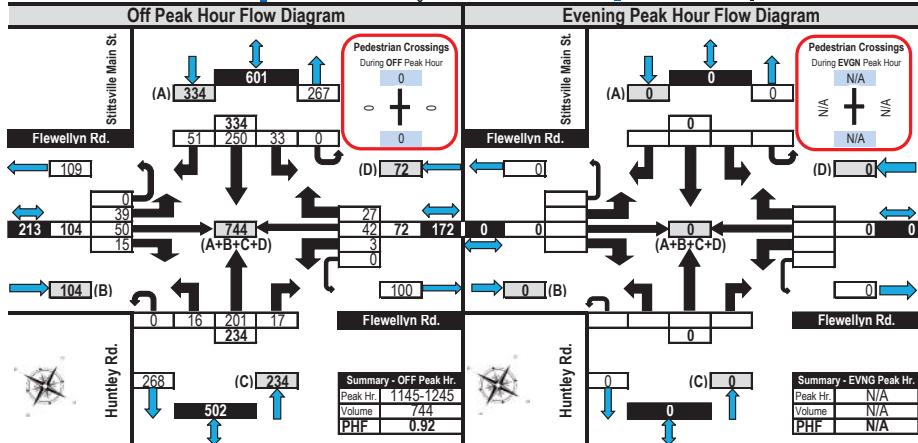 Off Peak Hour Flow Diagram
Stittsville Main St.
601
(A) 334
267
Pedestrian Crossings
During OFF Peak Hour
0
0 0
0
Flewellyn Rd.
334
51 250 33 0
109
(D) 72
0
39
213 104 50
15
744
(A+B+C+D)
27
42 72 172
3
0
104 (B)
100
0 16 201 17
234
Flewellyn Rd.
Huntley Rd.
268
(C) 234
502
Summary - OFF Peak Hr.
Peak Hr. 1145-1245
Volume 744
PHF 0.92
Evening Peak Hour Flow Diagram
Stittsville Main St.
0
(A) 0
0
Pedestrian Crossings
During EVGN Peak Hour
N/A
N/A N/A
N/A
Flewellyn Rd.
0
0
(D) 0
0 0
0
(A+B+C+D)
0 0
0 (B)
0
0
Flewellyn Rd.
Huntley Rd.
0
(C) 0
0
Summary - EVNG Peak Hr.
Peak Hr. N/A
Volume N/A
PHF N/A